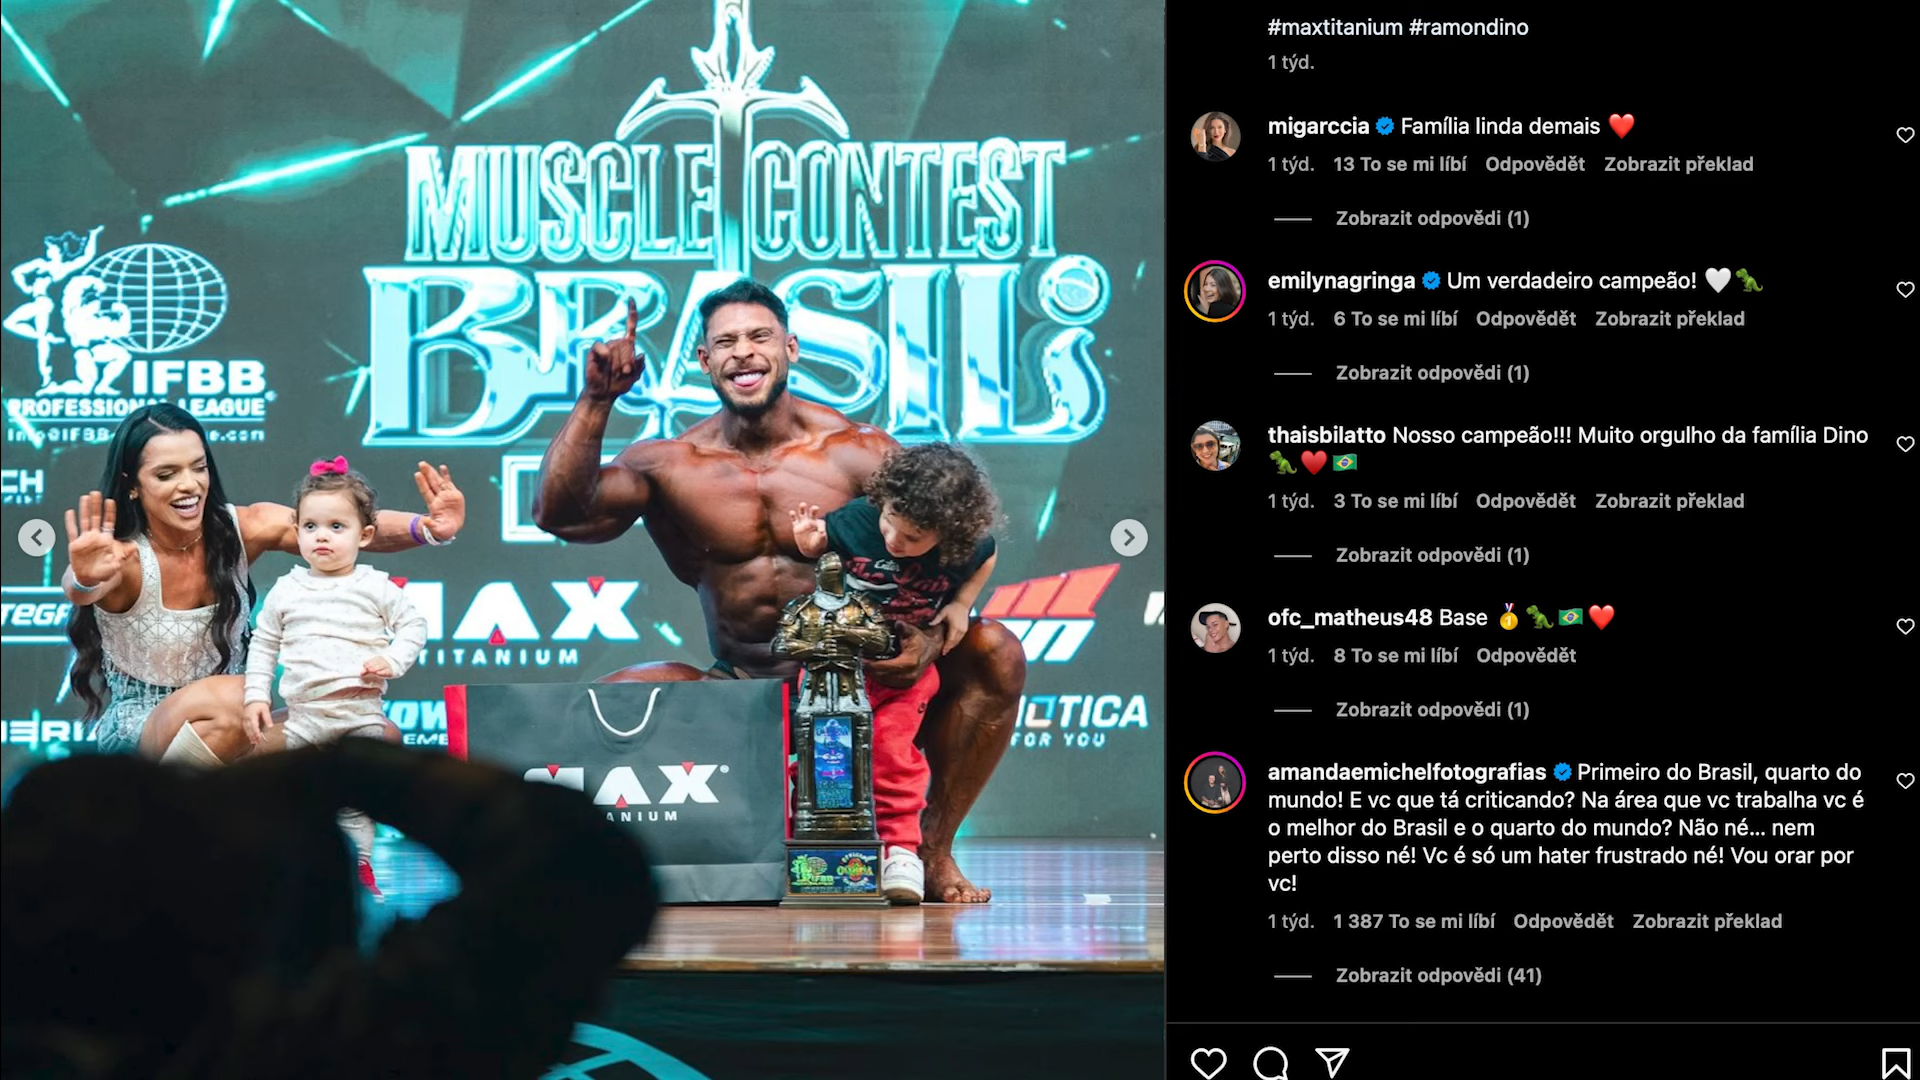 MUSCLE CONTEST
BRASIL
IFBB
PROFESSIONAL LEAGUE
CH
MAX
TITANIUM
FOR YOU
MAX
IFBB
#maxtitanium #ramondino
1 týd.
migarccia Família linda demais ❤️
1 týd. 13 To se mi líbí Odpovědět Zobrazit překlad
Zobrazit odpovědi (1)
emilynagringa Um verdadeiro campeão! 🤍🦖
1 týd. 6 To se mi líbí Odpovědět Zobrazit překlad
Zobrazit odpovědi (1)
thaisbilatto Nosso campeão!!! Muito orgulho da família Dino
🦖❤️🇧🇷
1 týd. 3 To se mi líbí Odpovědět Zobrazit překlad
Zobrazit odpovědi (1)
ofc_matheus48 Base 🥇🦖🇧🇷❤️
1 týd. 8 To se mi líbí Odpovědět
Zobrazit odpovědi (1)
amandaemichelfotografias Primeiro do Brasil, quarto do
mundo! E vc que tá criticando? Na área que vc trabalha vc é
o melhor do Brasil e o quarto do mundo? Não né... nem
perto disso né! Vc é só um hater frustrado né! Vou orar por
vc!
1 týd. 1 387 To se mi líbí Odpovědět Zobrazit překlad
Zobrazit odpovědi (41)